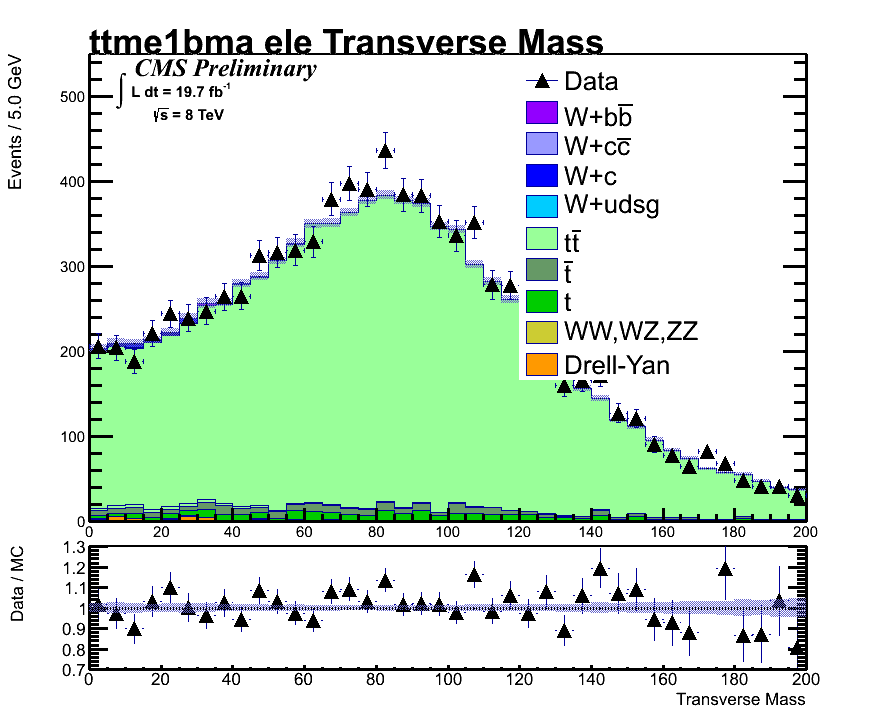 ttme1bma ele Transverse Mass
CMS Preliminary
∫ L dt = 19.7 fb⁻¹
√s = 8 TeV
Events / 5.0 GeV
500
400
300
200
100
0
Data
W+bb̅
W+cc̅
W+c
W+udsg
tt̅
t̅
t
WW,WZ,ZZ
Drell-Yan
0 20 40 60 80 100 120 140 160 180 200
Data / MC
1.3
1.2
1.1
1
0.9
0.8
0.7
0 20 40 60 80 100 120 140 160 180 200
Transverse Mass